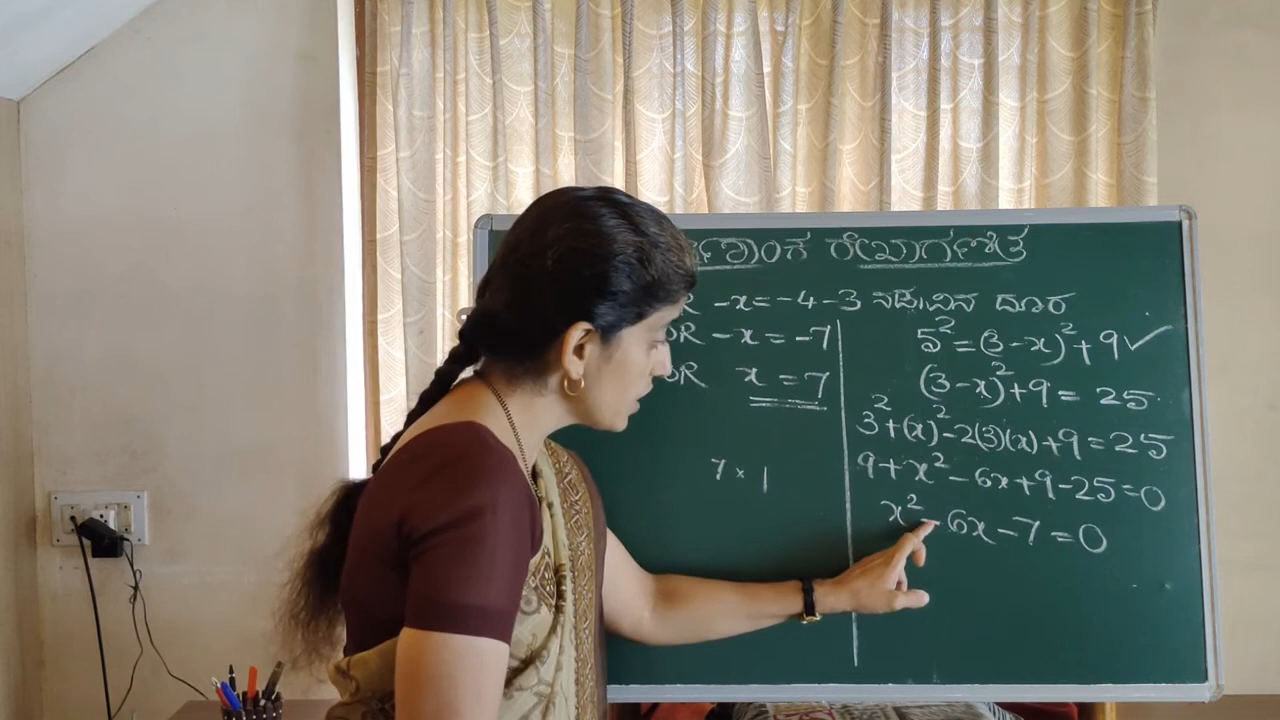 ರೇಖಾಗಣಿತ
-x = -4 - 3 ನಡುವಿನ ದೂರ
R - x = -7
OR x = 7
7 × 1
5² = (3-x)² + 9 ✓
(3-x)² + 9 = 25
3² + (x)² - 2(3)(x) + 9 = 25
9 + x² - 6x + 9 - 25 = 0
x² - 6x - 7 = 0